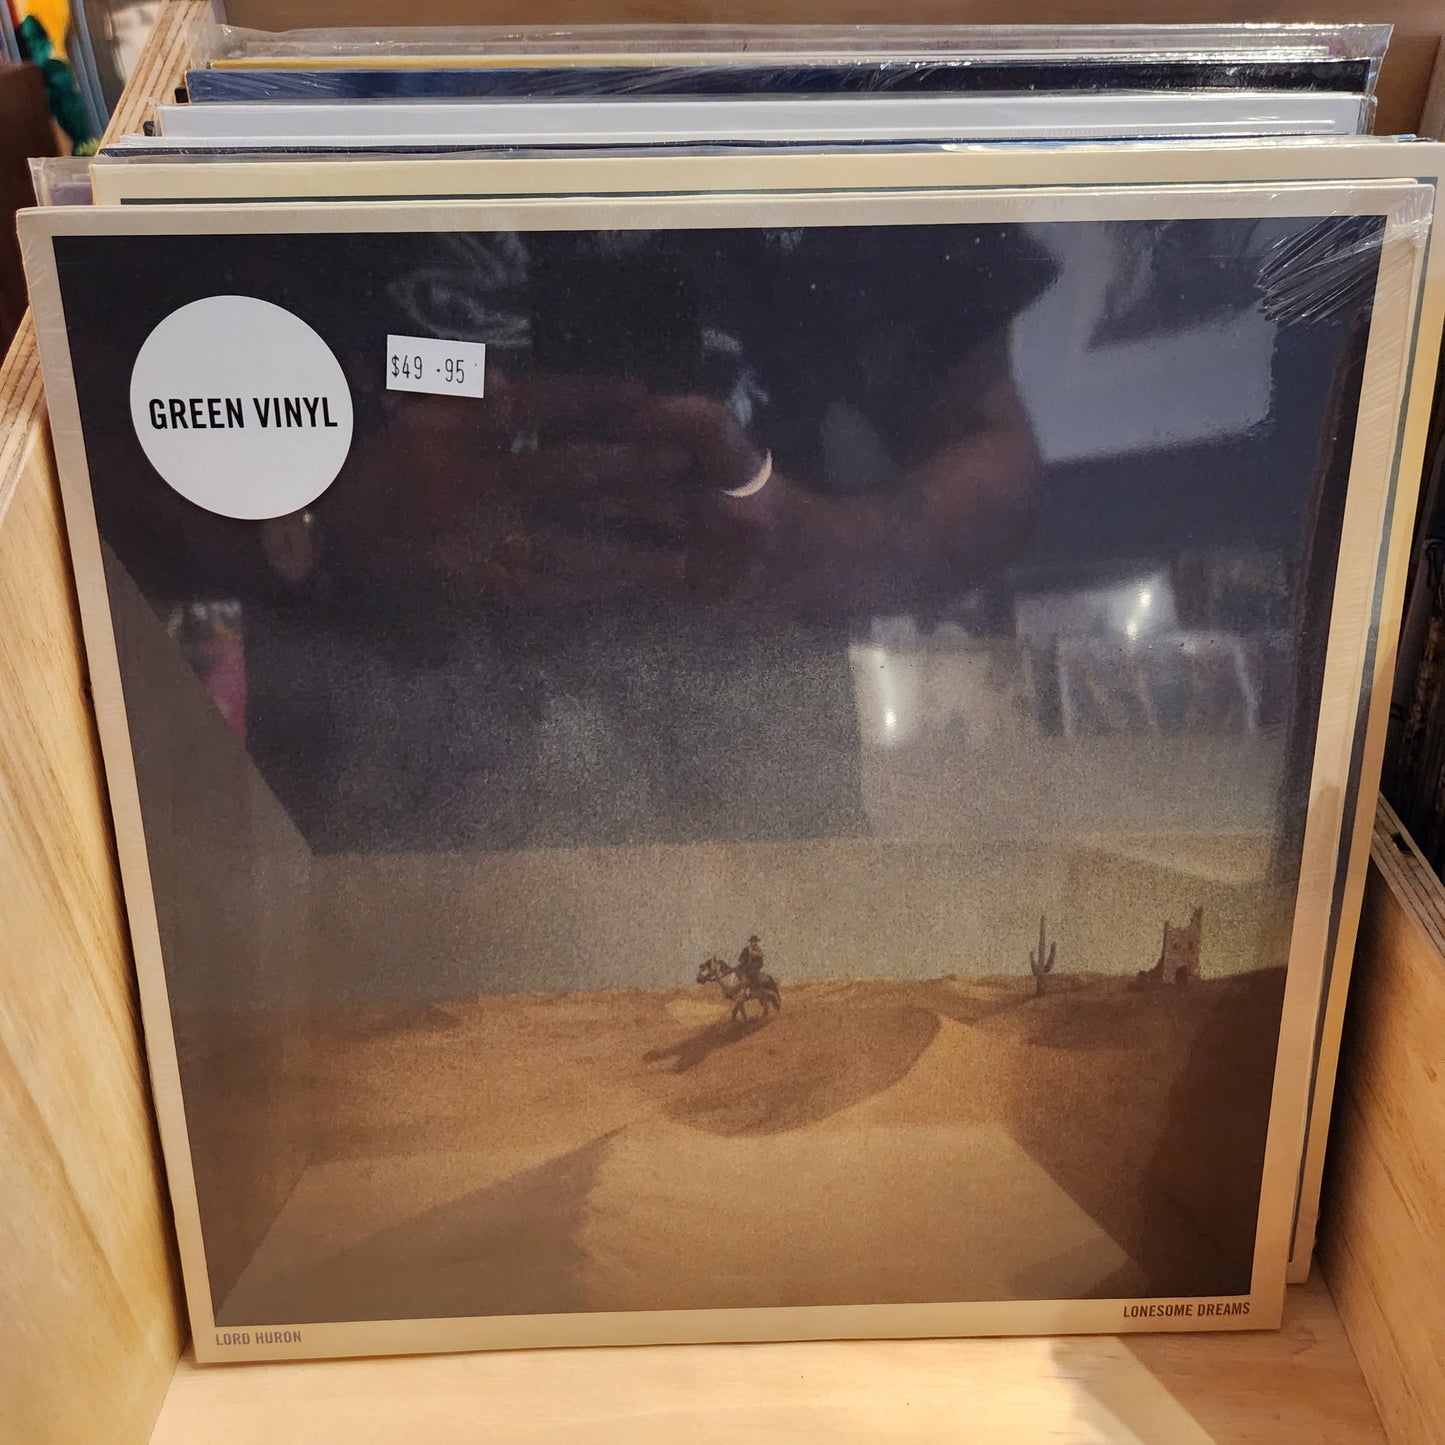 GREEN VINYL
$49 .95
LORD HURON
LONESOME DREAMS